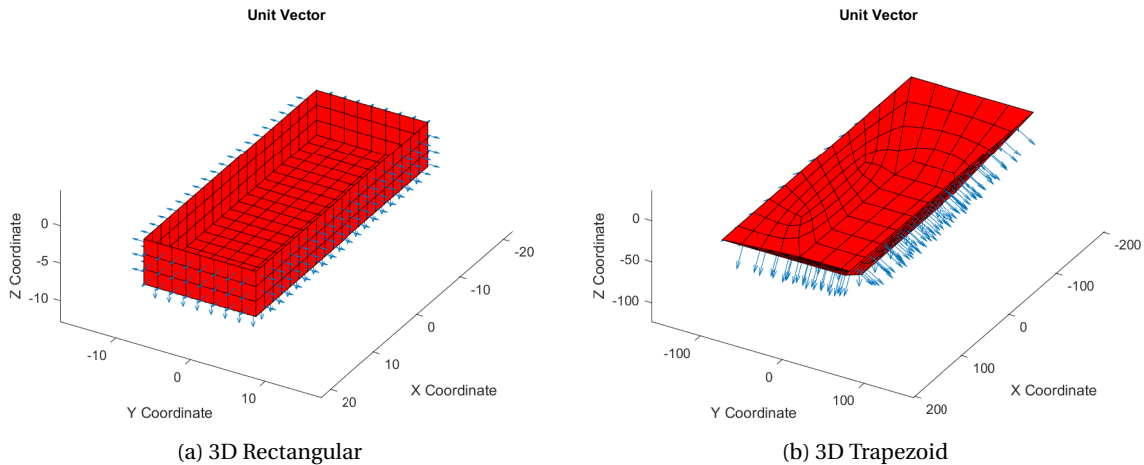 Unit Vector
0
-5
-10
Z Coordinate
-10
0
10
Y Coordinate
-20
-10
0
10
20
X Coordinate
(a) 3D Rectangular
Unit Vector
0
-50
-100
Z Coordinate
-100
0
100
Y Coordinate
-200
-100
0
100
200
X Coordinate
(b) 3D Trapezoid